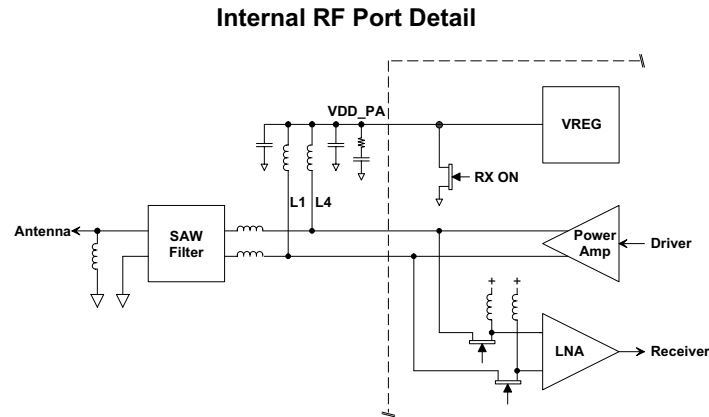 Internal RF Port Detail
VDD_PA
VREG
RX ON
L1
L4
Antenna
SAW
Filter
Power
Amp
Driver
+
+
LNA
Receiver